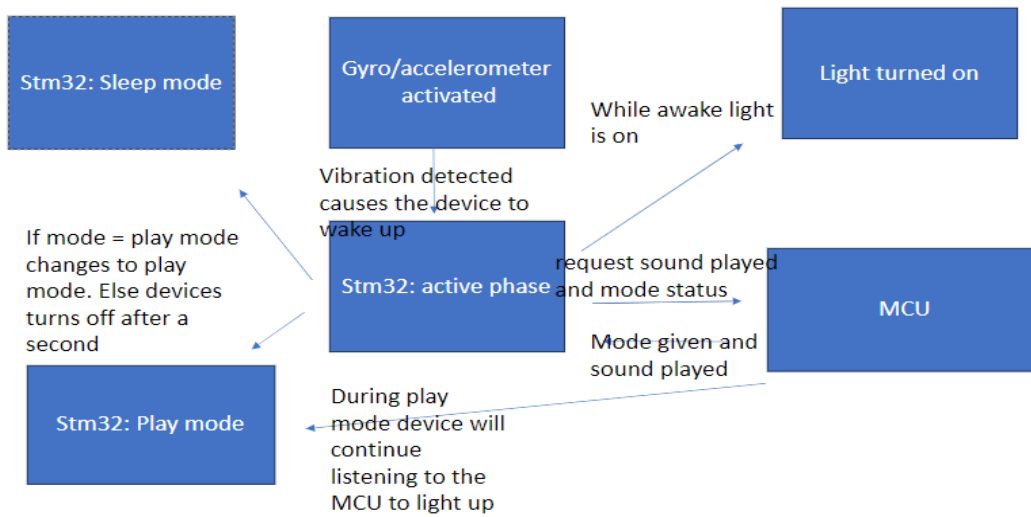 Stm32: Sleep mode
Gyro/accelerometer
activated
Light turned on
While awake light
is on
Vibration detected
causes the device to
wake up
If mode = play mode
changes to play
mode. Else devices
turns off after a
second
Stm32: active phase
request sound played
and mode status
MCU
Mode given and
sound played
Stm32: Play mode
During play
mode device will
continue
listening to the
MCU to light up